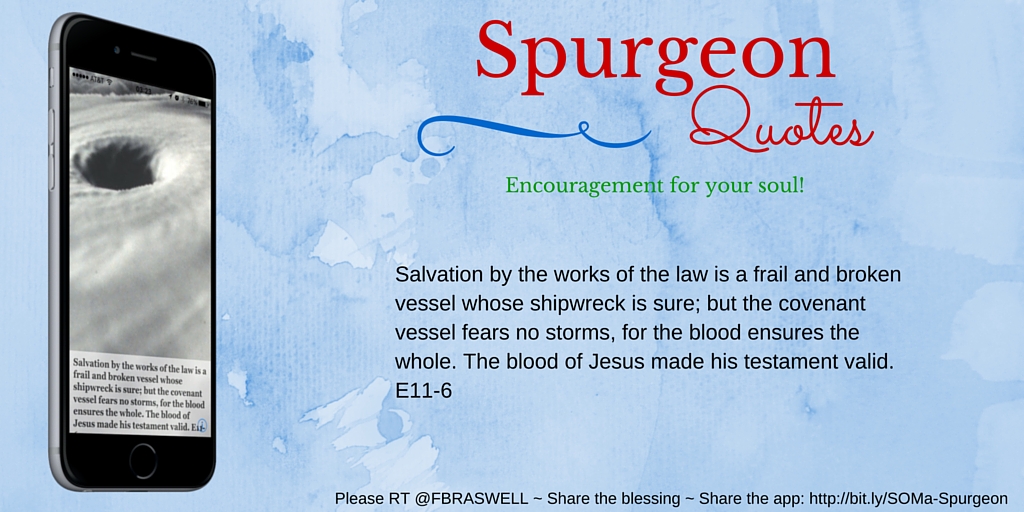 AT&T
Salvation by the works of the law is a
frail and broken vessel whose
shipwreck is sure; but the covenant
vessel fears no storms, for the blood
ensures the whole. The blood of
Jesus made his testament valid.
Spurgeon
Quotes
Encouragement for your soul!
Salvation by the works of the law is a frail and broken
vessel whose shipwreck is sure; but the covenant
vessel fears no storms, for the blood ensures the
whole. The blood of Jesus made his testament valid.
E11-6
Please RT @FBRASWELL ~ Share the blessing ~ Share the app: http://bit.ly/SOMa-Spurgeon